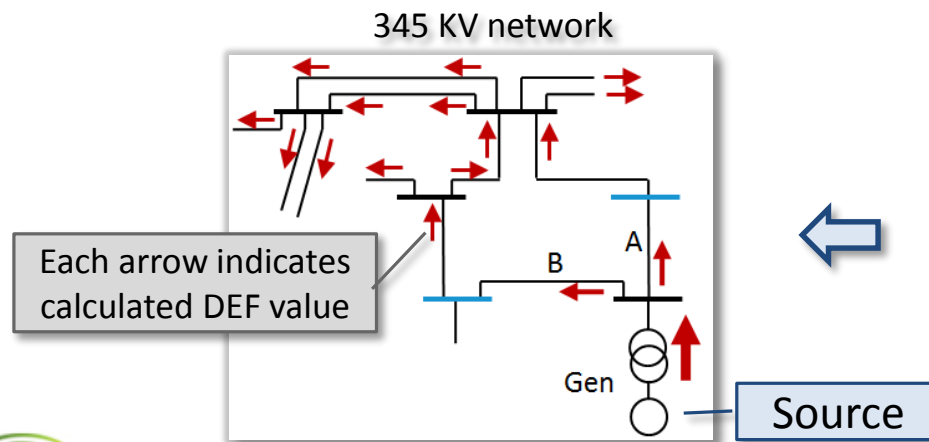 345 KV network
A
B
Each arrow indicates
calculated DEF value
Gen
Source